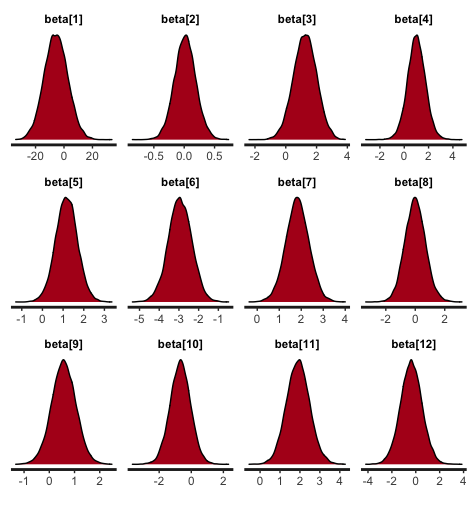 beta[1] beta[2] beta[3] beta[4]
-20 0 20 -0.5 0.0 0.5 -2 0 2 4 -2 0 2 4
beta[5] beta[6] beta[7] beta[8]
-1 0 1 2 3 -5 -4 -3 -2 -1 0 1 2 3 4 -2 0 2
beta[9] beta[10] beta[11] beta[12]
-1 0 1 2 -2 0 2 0 1 2 3 4 -4 -2 0 2 4